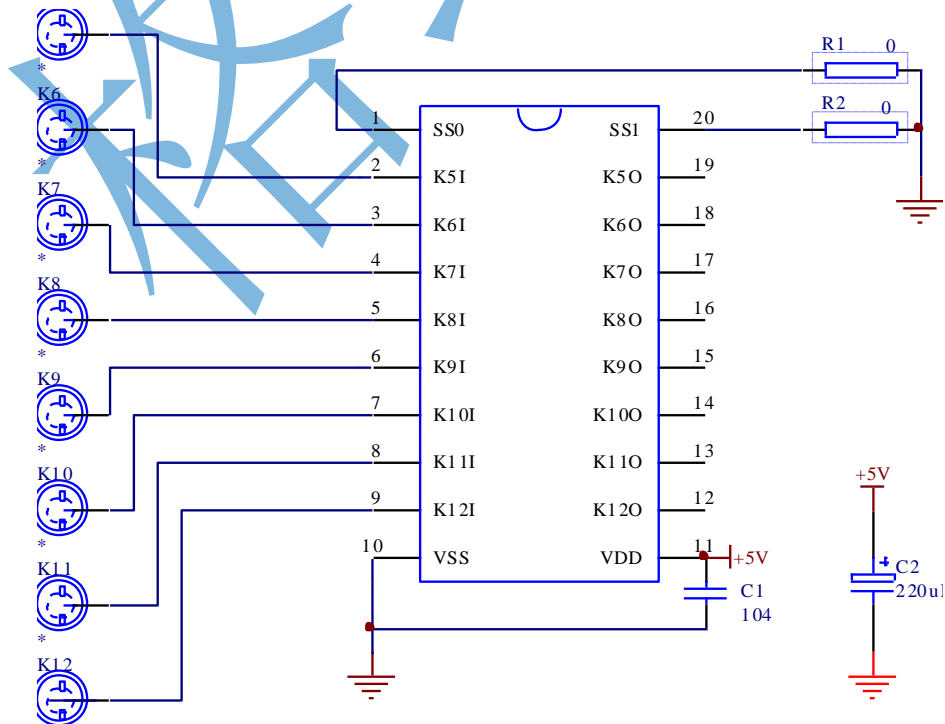 R1 0
*
K6
R2 0
1 SS0 SS1 20
*
2 K5I K5O 19
K7
3 K6I K6O 18
*
4 K7I K7O 17
K8
5 K8I K8O 16
*
6 K9I K9O 15
K9
7 K10I K10O 14
*
8 K11I K11O 13
K10
+5V
9 K12I K12O 12
*
10 VSS VDD 11
+5V
K11
C2
C1
220u
104
*
K12